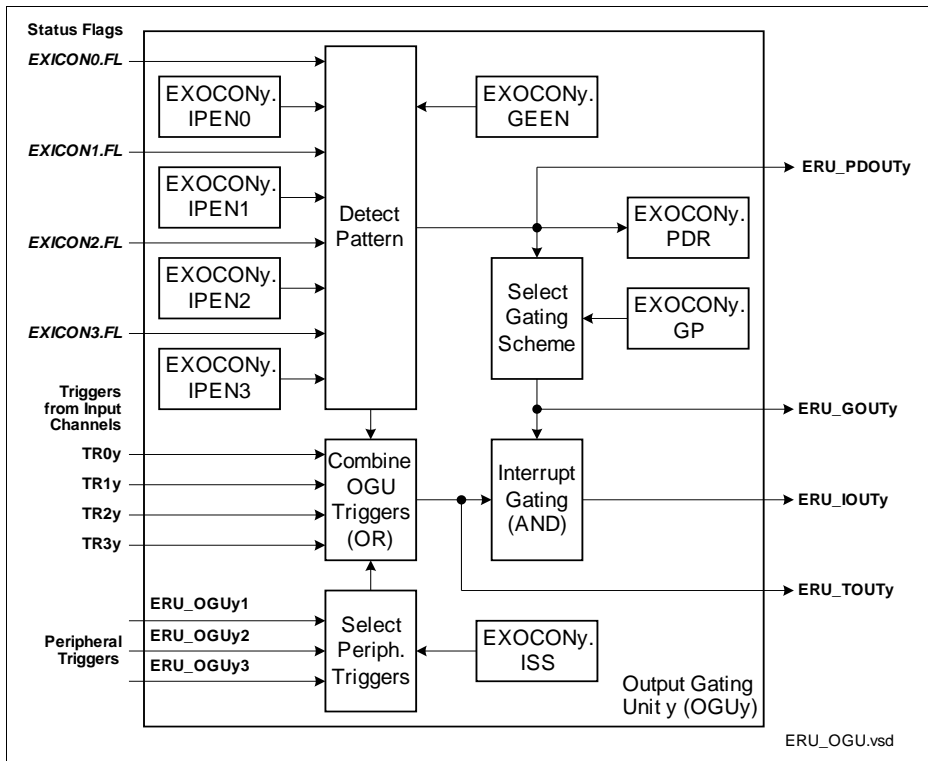 Status Flags
EXICON0.FL
EXOCONy.
IPEN0
EXICON1.FL
EXOCONy.
IPEN1
EXICON2.FL
EXOCONy.
IPEN2
EXICON3.FL
EXOCONy.
IPEN3
Detect
Pattern
EXOCONy.
GEEN
ERU_PDOUTy
EXOCONy.
PDR
Select
Gating
Scheme
EXOCONy.
GP
ERU_GOUTy
Triggers
from Input
Channels
TR0y
TR1y
TR2y
TR3y
Combine
OGU
Triggers
(OR)
Interrupt
Gating
(AND)
ERU_IOUTy
ERU_TOUTy
Peripheral
Triggers
ERU_OGUy1
ERU_OGUy2
ERU_OGUy3
Select
Periph.
Triggers
EXOCONy.
ISS
Output Gating
Unit y (OGUy)
ERU_OGU.vsd